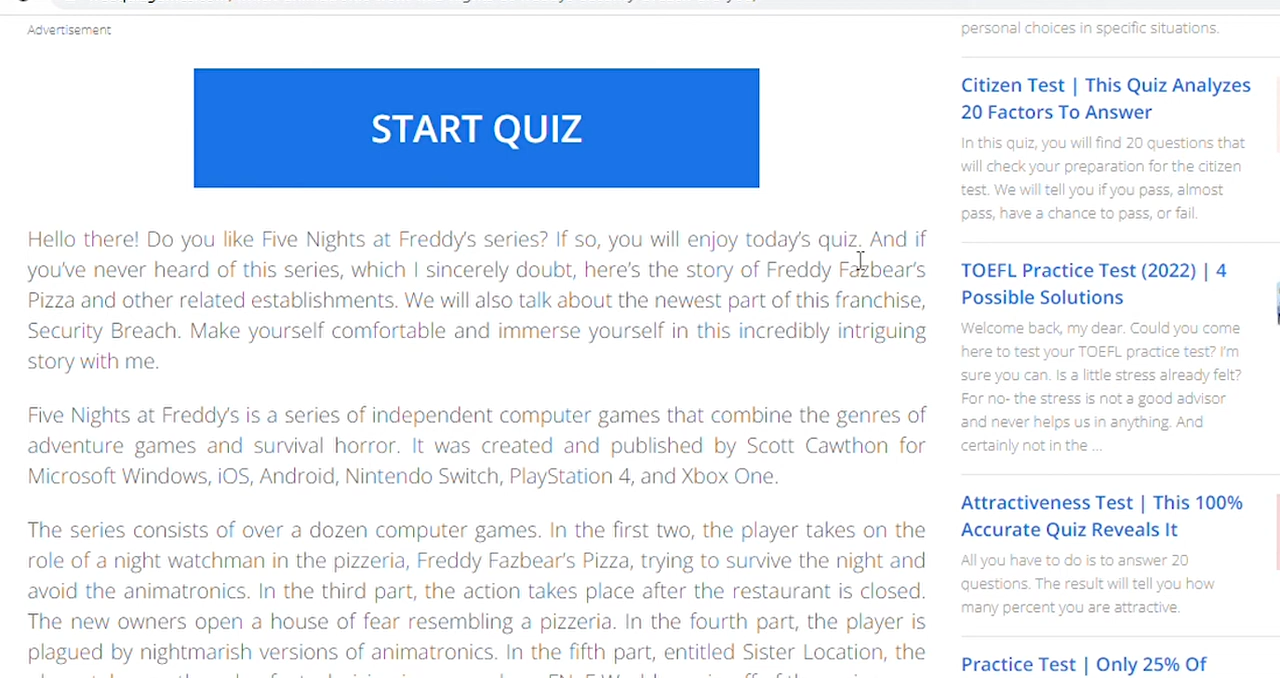 Advertisement
START QUIZ
Hello there! Do you like Five Nights at Freddy's series? If so, you will enjoy today's quiz. And if
you've never heard of this series, which I sincerely doubt, here's the story of Freddy Fazbear's
Pizza and other related establishments. We will also talk about the newest part of this franchise,
Security Breach. Make yourself comfortable and immerse yourself in this incredibly intriguing
story with me.
Five Nights at Freddy's is a series of independent computer games that combine the genres of
adventure games and survival horror. It was created and published by Scott Cawthon for
Microsoft Windows, iOS, Android, Nintendo Switch, PlayStation 4, and Xbox One.
The series consists of over a dozen computer games. In the first two, the player takes on the
role of a night watchman in the pizzeria, Freddy Fazbear's Pizza, trying to survive the night and
avoid the animatronics. In the third part, the action takes place after the restaurant is closed.
The new owners open a house of fear resembling a pizzeria. In the fourth part, the player is
plagued by nightmarish versions of animatronics. In the fifth part, entitled Sister Location, the
personal choices in specific situations.
Citizen Test | This Quiz Analyzes
20 Factors To Answer
In this quiz, you will find 20 questions that
will check your preparation for the citizen
test. We will tell you if you pass, almost
pass, have a chance to pass, or fail.
TOEFL Practice Test (2022) | 4
Possible Solutions
Welcome back, my dear. Could you come
here to test your TOEFL practice test? I'm
sure you can. Is a little stress already felt?
For no- the stress is not a good advisor
and never helps us in anything. And
certainly not in the ...
Attractiveness Test | This 100%
Accurate Quiz Reveals It
All you have to do is to answer 20
questions. The result will tell you how
many percent you are attractive.
Practice Test | Only 25% Of